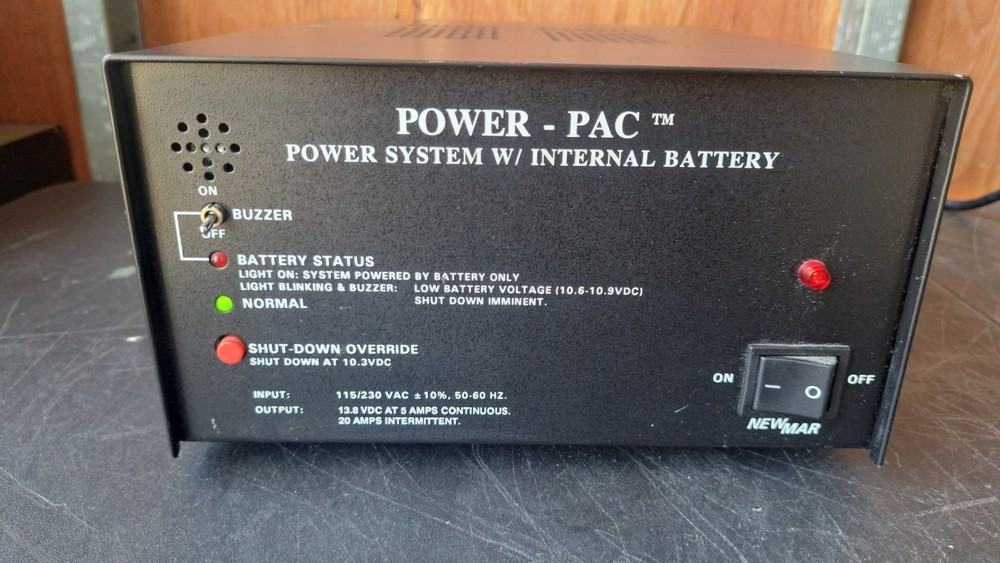 POWER - PAC ™
POWER SYSTEM W/ INTERNAL BATTERY
ON
BUZZER
OFF
BATTERY STATUS
LIGHT ON: SYSTEM POWERED BY BATTERY ONLY
LIGHT BLINKING & BUZZER: LOW BATTERY VOLTAGE (10.6-10.9VDC)
SHUT DOWN IMMINENT.
NORMAL
SHUT-DOWN OVERRIDE
SHUT DOWN AT 10.3VDC
ON
OFF
INPUT: 115/230 VAC ± 10%, 50-60 HZ.
OUTPUT: 13.8 VDC AT 5 AMPS CONTINUOUS.
20 AMPS INTERMITTENT.
NEWMAR